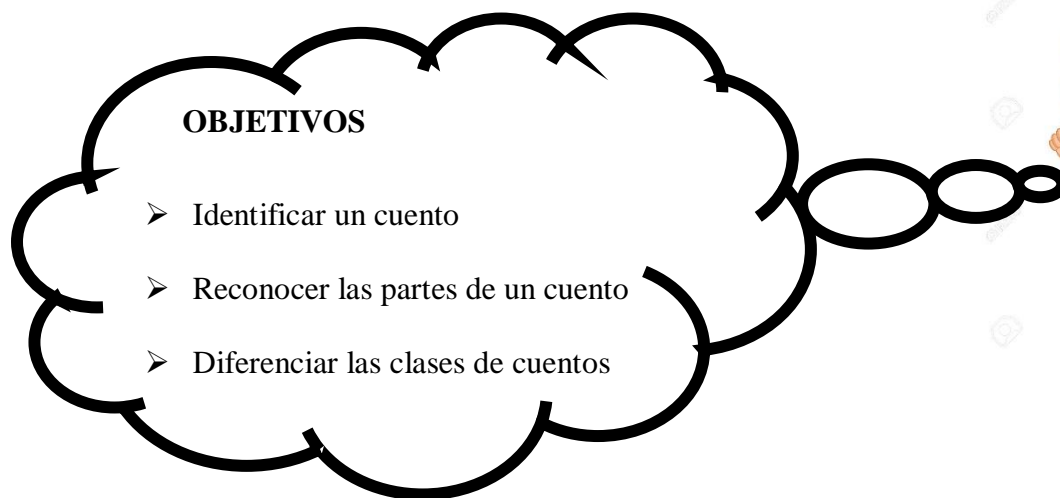 OBJETIVOS
➢ Identificar un cuento
➢ Reconocer las partes de un cuento
➢ Diferenciar las clases de cuentos